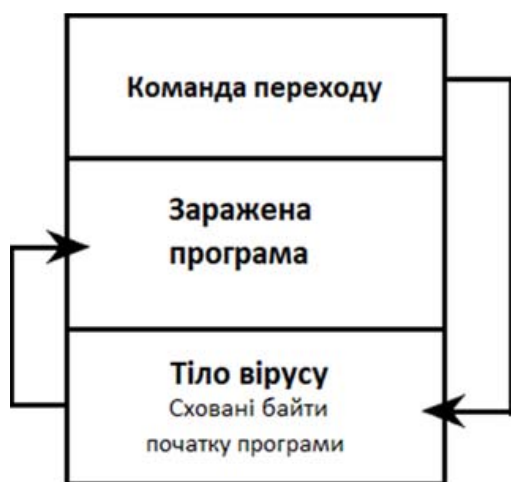 Команда переходу
Заражена
програма
Тіло вірусу
Сховані байти
початку програми